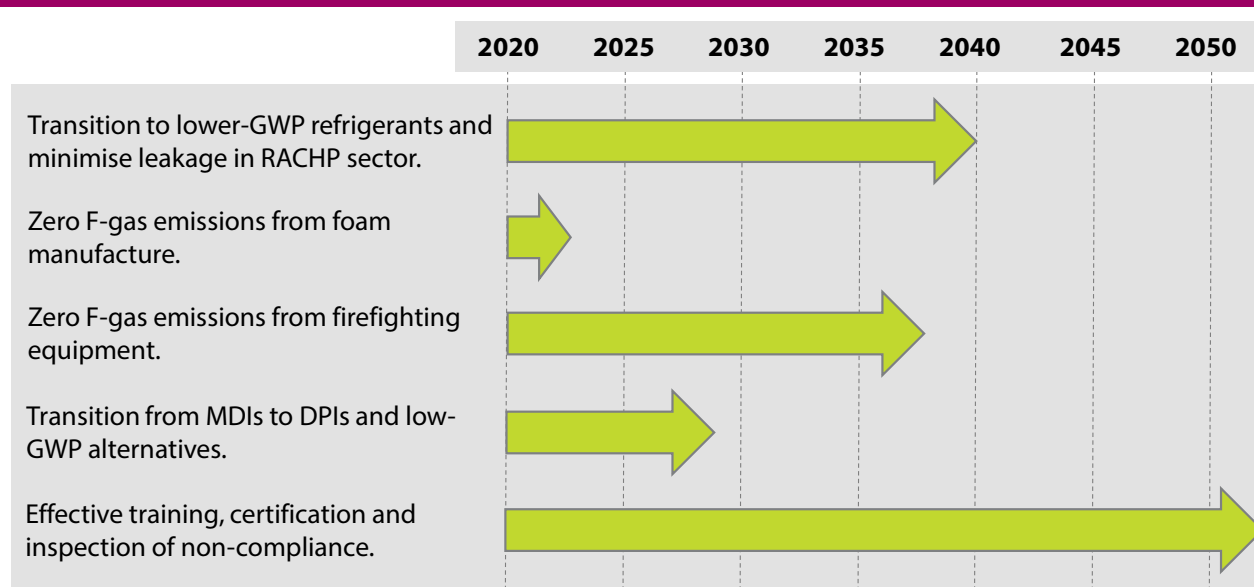 2020 2025 2030 2035 2040 2045 2050
Transition to lower-GWP refrigerants and
minimise leakage in RACHP sector.
Zero F-gas emissions from foam
manufacture.
Zero F-gas emissions from firefighting
equipment.
Transition from MDIs to DPIs and low-
GWP alternatives.
Effective training, certification and
inspection of non-compliance.